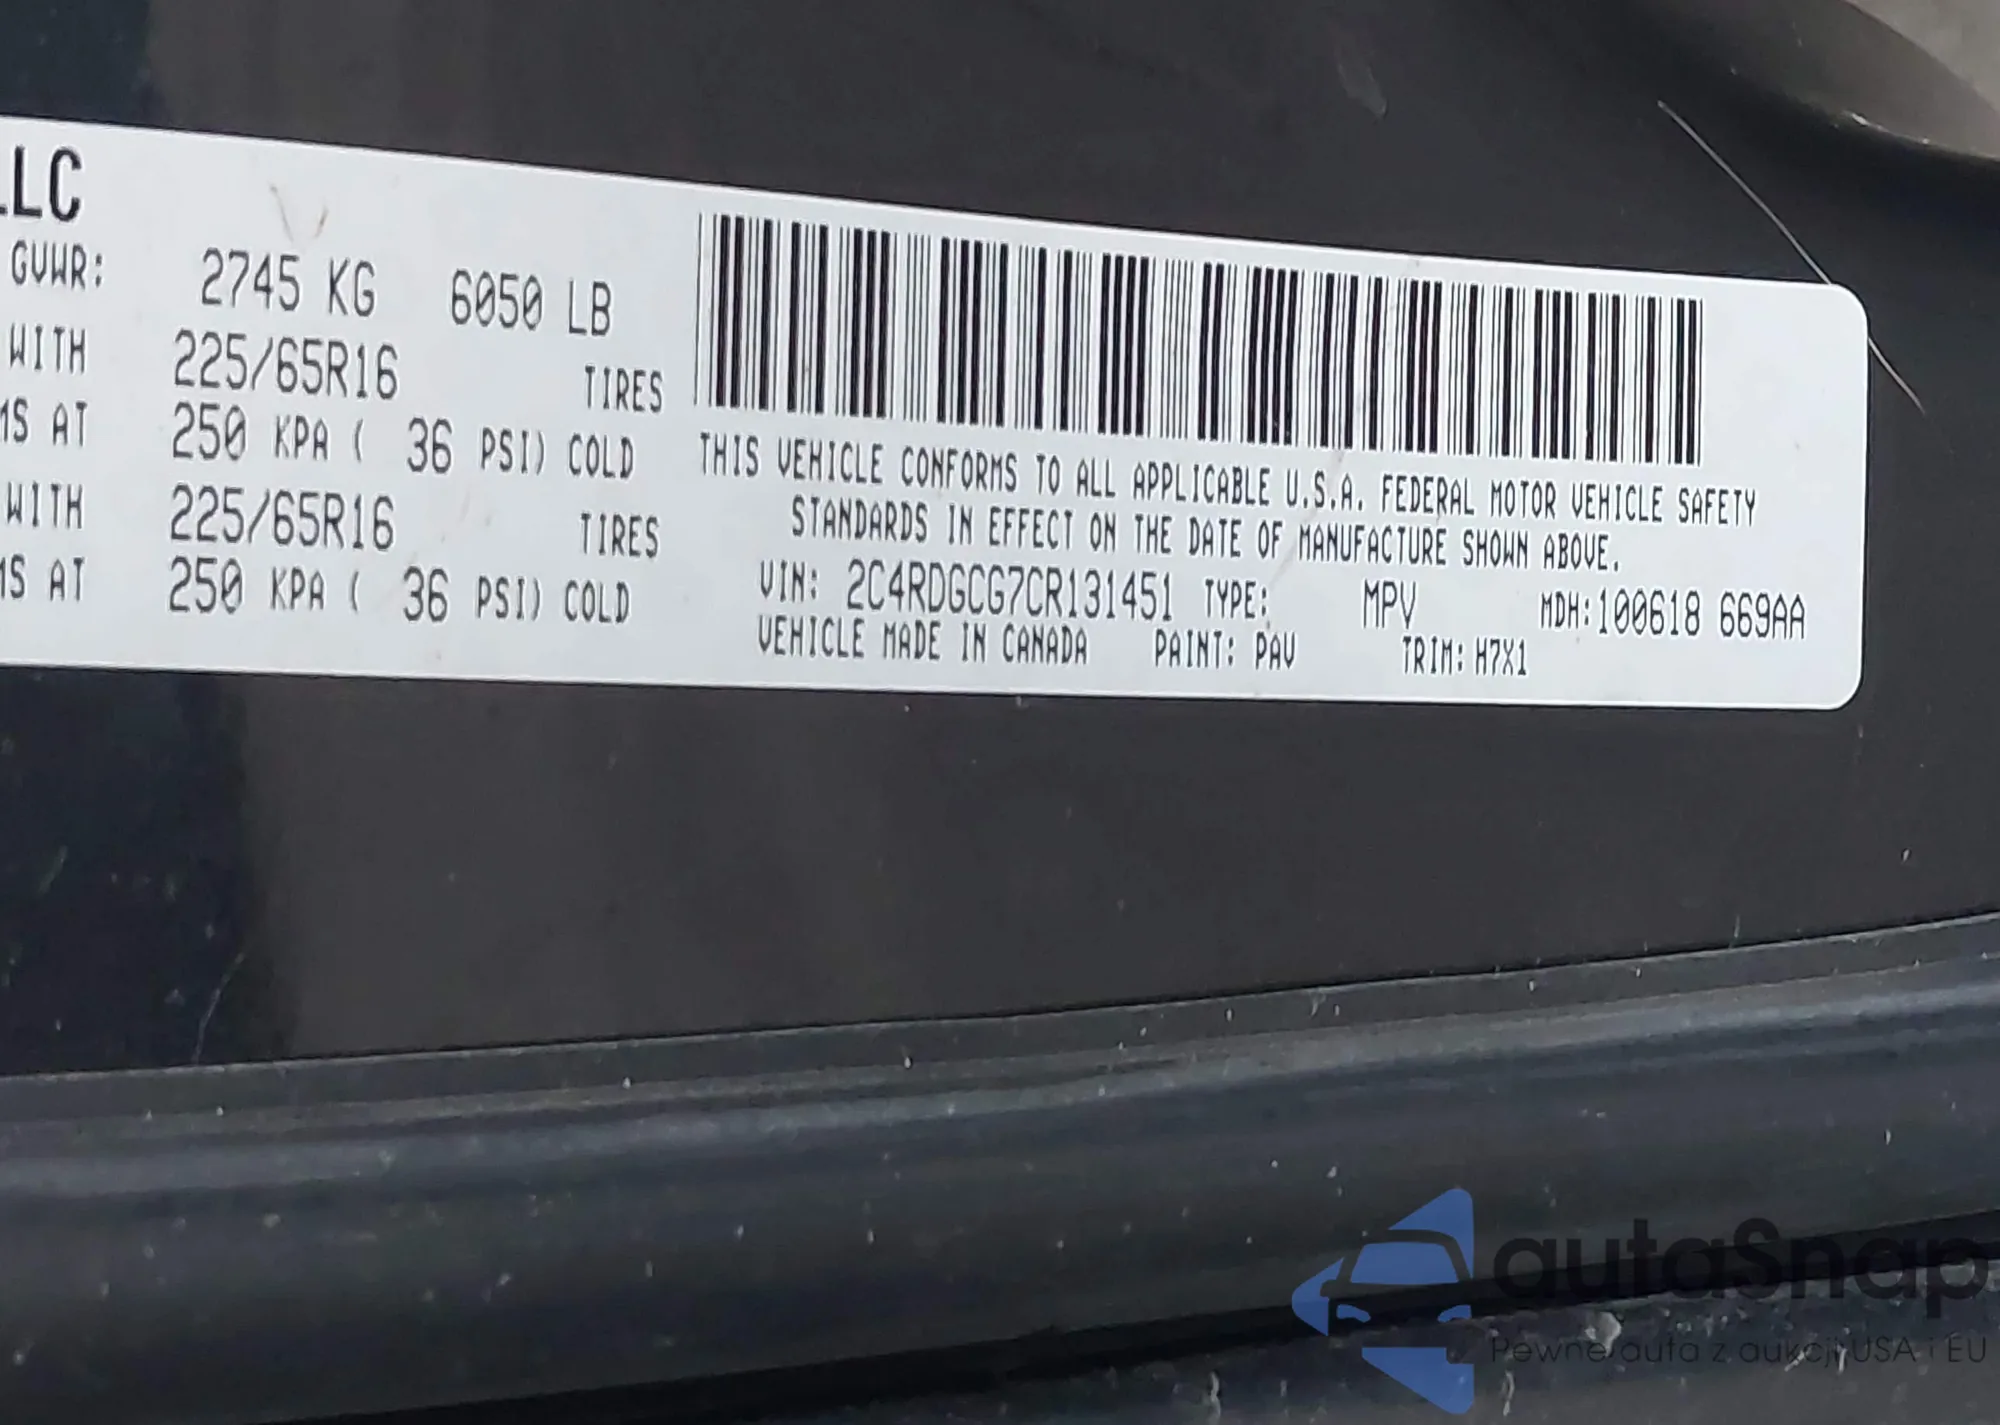 LLC
GVWR: 2745 KG 6050 LB
WITH 225/65R16 TIRES
MS AT 250 KPA ( 36 PSI) COLD
WITH 225/65R16 TIRES
MS AT 250 KPA ( 36 PSI) COLD
THIS VEHICLE CONFORMS TO ALL APPLICABLE U.S.A. FEDERAL MOTOR VEHICLE SAFETY
STANDARDS IN EFFECT ON THE DATE OF MANUFACTURE SHOWN ABOVE.
VIN: 2C4RDGCG7CR131451 TYPE: MPV MDH:100618 669AA
VEHICLE MADE IN CANADA PAINT: PAV TRIM: H7X1
autaSnap
Pewne auta z aukcji USA i EU